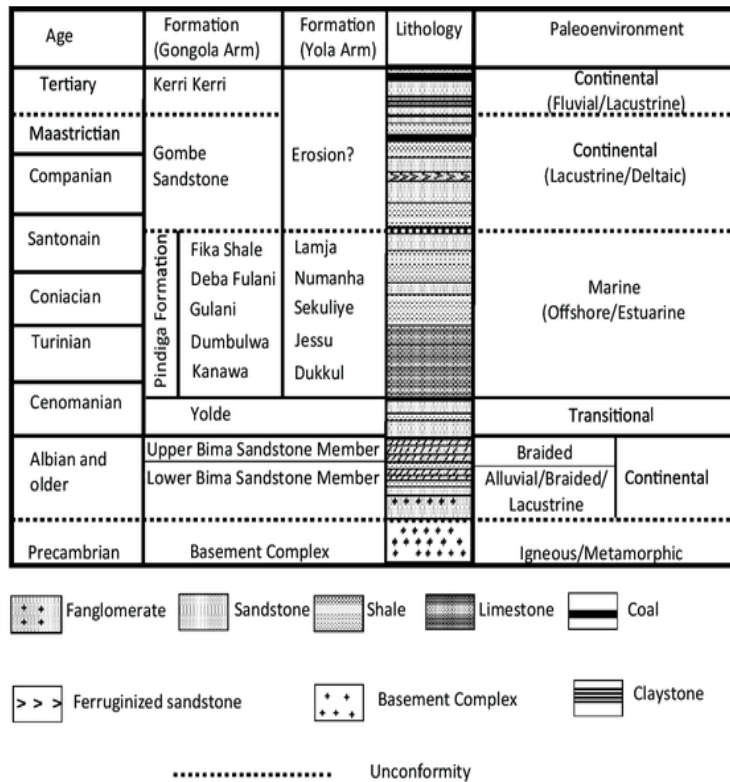 Age
Formation
(Gongola Arm)
Formation
(Yola Arm)
Lithology
Paleoenvironment
Tertiary
Kerri Kerri
Continental
(Fluvial/Lacustrine)
Maastrictian
Gombe
Sandstone
Erosion?
Continental
(Lacustrine/Deltaic)
Companian
Santonain
Pindiga Formation
Fika Shale
Lamja
Deba Fulani
Numanha
Marine
(Offshore/Estuarine
Coniacian
Gulani
Sekuliye
Turinian
Dumbulwa
Jessu
Kanawa
Dukkul
Cenomanian
Yolde
Transitional
Albian and
older
Upper Bima Sandstone Member
Braided
Lower Bima Sandstone Member
Alluvial/Braided/
Lacustrine
Continental
Precambrian
Basement Complex
Igneous/Metamorphic
Fanglomerate
Sandstone
Shale
Limestone
Coal
Ferruginized sandstone
Basement Complex
Claystone
Unconformity